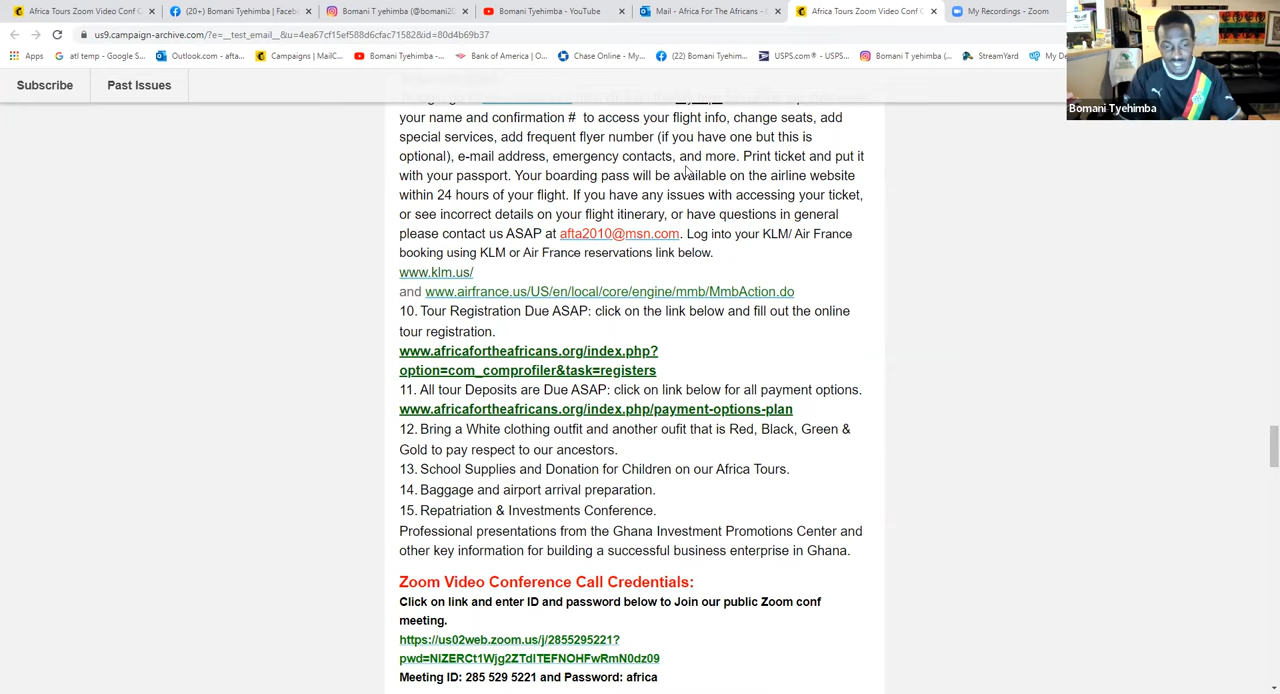 Africa Tours Zoom Video Conf C
(20+) Bomani Tyehimba | Faceb
Bomani T yehimba (@bomani20
Bomani Tyehimba - YouTube
Mail - Africa For The Africans - O
Africa Tours Zoom Video Conf C
My Recordings - Zoom
us9.campaign-archive.com/?e=__test_email__&u=4ea67cf15ef588d6cfac71582&id=80d4b69b37
Apps
atl temp - Google S...
Outlook.com - afta...
Campaigns | MailC...
Bomani Tyehimba -...
Bank of America | O...
Chase Online - My...
(22) Bomani Tyehim...
USPS.com® - USPS...
Bomani T yehimba (...
StreamYard
My De
Bomani Tyehimba
Subscribe
Past Issues
your name and confirmation # to access your flight info, change seats, add
special services, add frequent flyer number (if you have one but this is
optional), e-mail address, emergency contacts, and more. Print ticket and put it
with your passport. Your boarding pass will be available on the airline website
within 24 hours of your flight. If you have any issues with accessing your ticket,
or see incorrect details on your flight itinerary, or have questions in general
please contact us ASAP at afta2010@msn.com. Log into your KLM/ Air France
booking using KLM or Air France reservations link below.
www.klm.us/
and www.airfrance.us/US/en/local/core/engine/mmb/MmbAction.do
10. Tour Registration Due ASAP: click on the link below and fill out the online
tour registration.
www.africafortheafricans.org/index.php?
option=com_comprofiler&task=registers
11. All tour Deposits are Due ASAP: click on link below for all payment options.
www.africafortheafricans.org/index.php/payment-options-plan
12. Bring a White clothing outfit and another oufit that is Red, Black, Green &
Gold to pay respect to our ancestors.
13. School Supplies and Donation for Children on our Africa Tours.
14. Baggage and airport arrival preparation.
15. Repatriation & Investments Conference.
Professional presentations from the Ghana Investment Promotions Center and
other key information for building a successful business enterprise in Ghana.
Zoom Video Conference Call Credentials:
Click on link and enter ID and password below to Join our public Zoom conf
meeting.
https://us02web.zoom.us/j/2855295221?
pwd=NlZERCt1Wjg2ZTdITEFNOHFwRmN0dz09
Meeting ID: 285 529 5221 and Password: africa